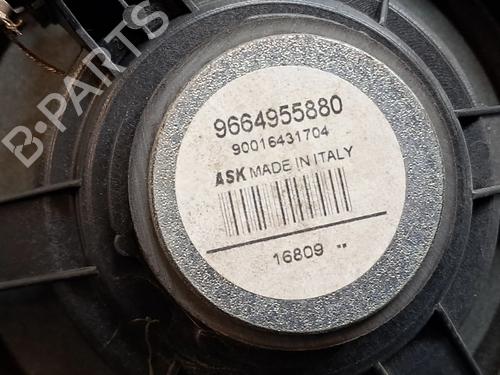 B-PARTS
9664955880
90016431704
ASK MADE IN ITALY
16809